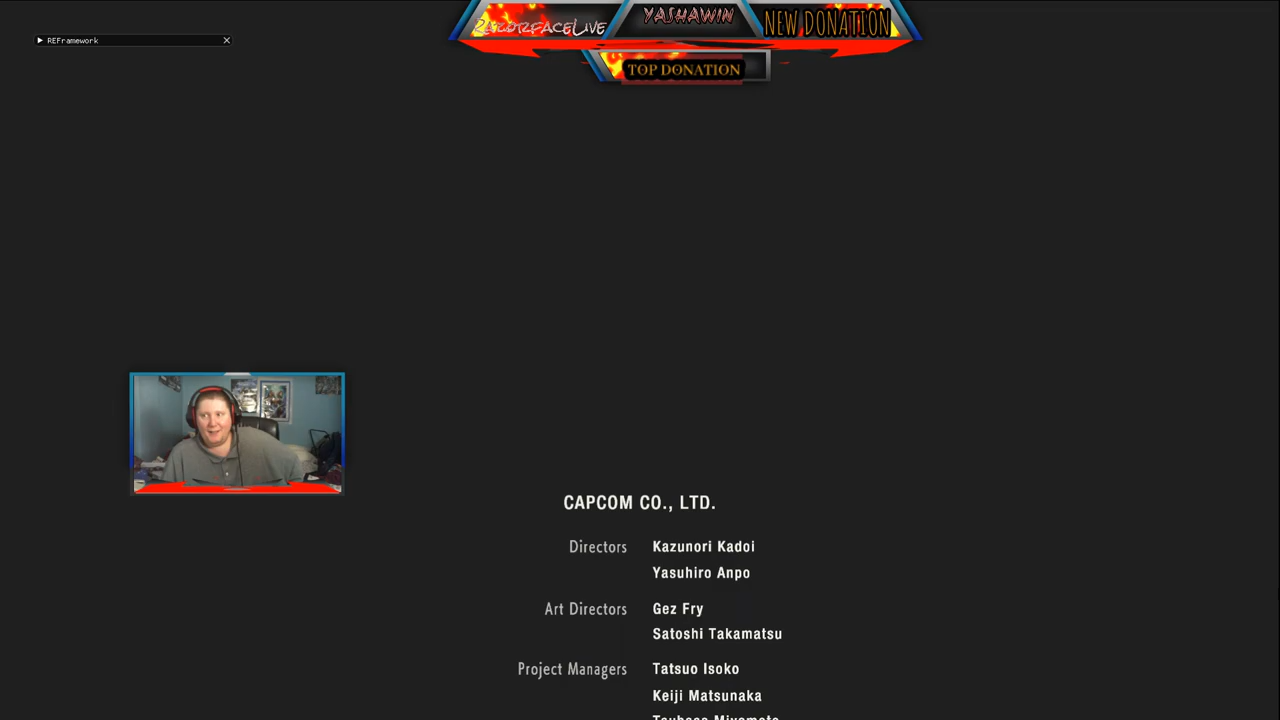 RazorfaceLive
YASHAWIN
NEW DONATION
REFramework
TOP DONATION
CAPCOM CO., LTD.
Directors Kazunori Kadoi
Yasuhiro Anpo
Art Directors Gez Fry
Satoshi Takamatsu
Project Managers Tatsuo Isoko
Keiji Matsunaka